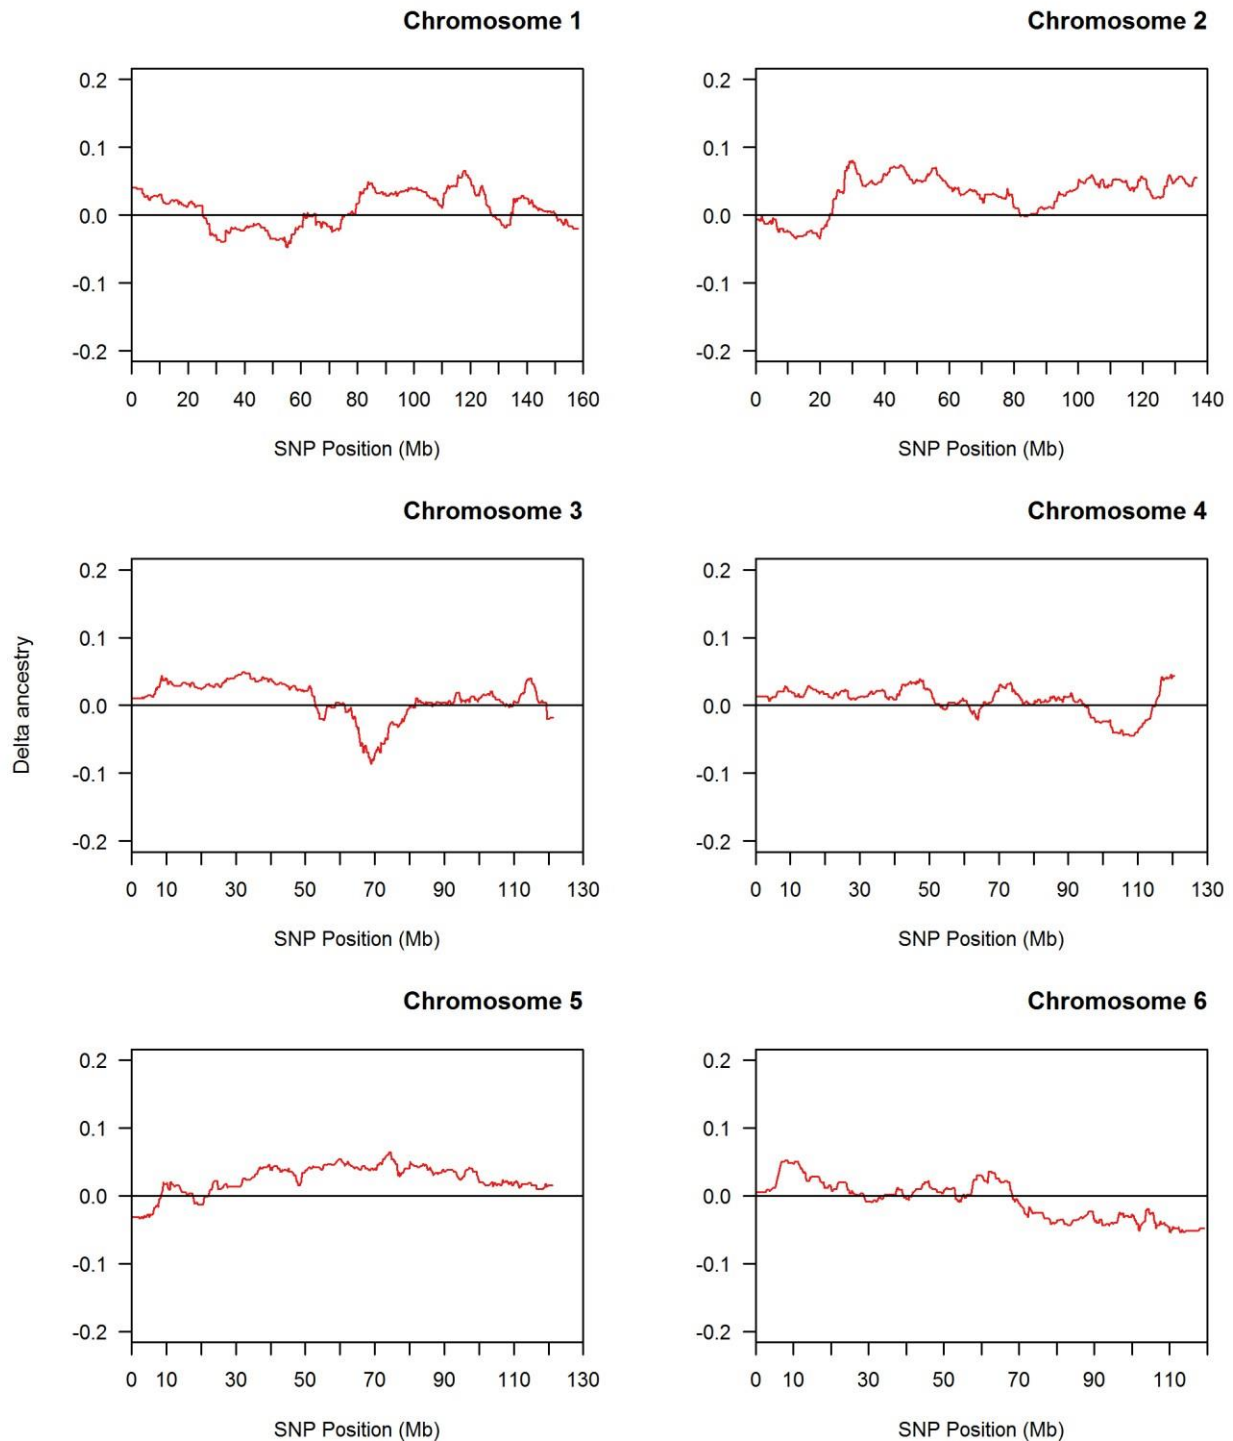 Chromosome 1
0.2
0.1
0.0
-0.1
-0.2
0 20 40 60 80 100 120 140 160
SNP Position (Mb)
Chromosome 2
0.2
0.1
0.0
-0.1
-0.2
0 20 40 60 80 100 120 140
SNP Position (Mb)
Delta ancestry
Chromosome 3
0.2
0.1
0.0
-0.1
-0.2
0 10 30 50 70 90 110 130
SNP Position (Mb)
Chromosome 4
0.2
0.1
0.0
-0.1
-0.2
0 10 30 50 70 90 110 130
SNP Position (Mb)
Chromosome 5
0.2
0.1
0.0
-0.1
-0.2
0 10 30 50 70 90 110 130
SNP Position (Mb)
Chromosome 6
0.2
0.1
0.0
-0.1
-0.2
0 10 30 50 70 90 110
SNP Position (Mb)